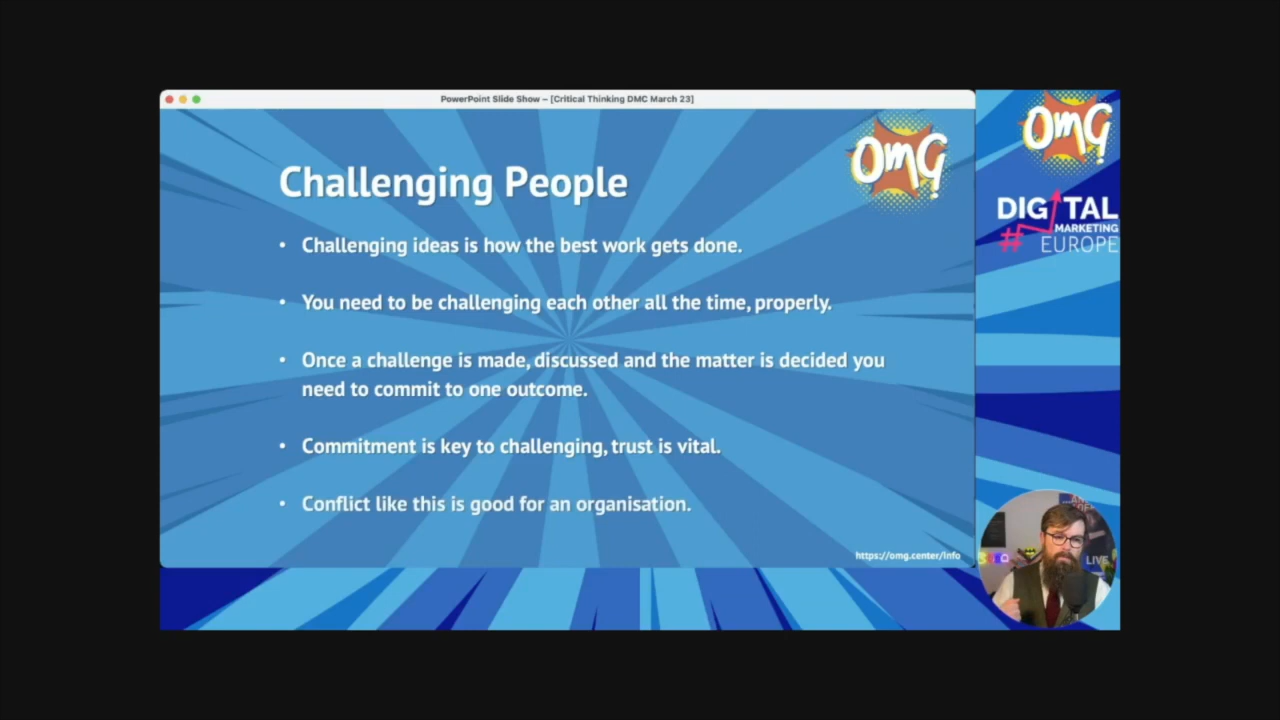 PowerPoint Slide Show – [Critical Thinking DMC March 23]
OMG
Challenging People
• Challenging ideas is how the best work gets done.
• You need to be challenging each other all the time, properly.
• Once a challenge is made, discussed and the matter is decided you
need to commit to one outcome.
• Commitment is key to challenging, trust is vital.
• Conflict like this is good for an organisation.
https://omg.center/info
OMG
DIGITAL
MARKETING
# EUROPE
LIVE